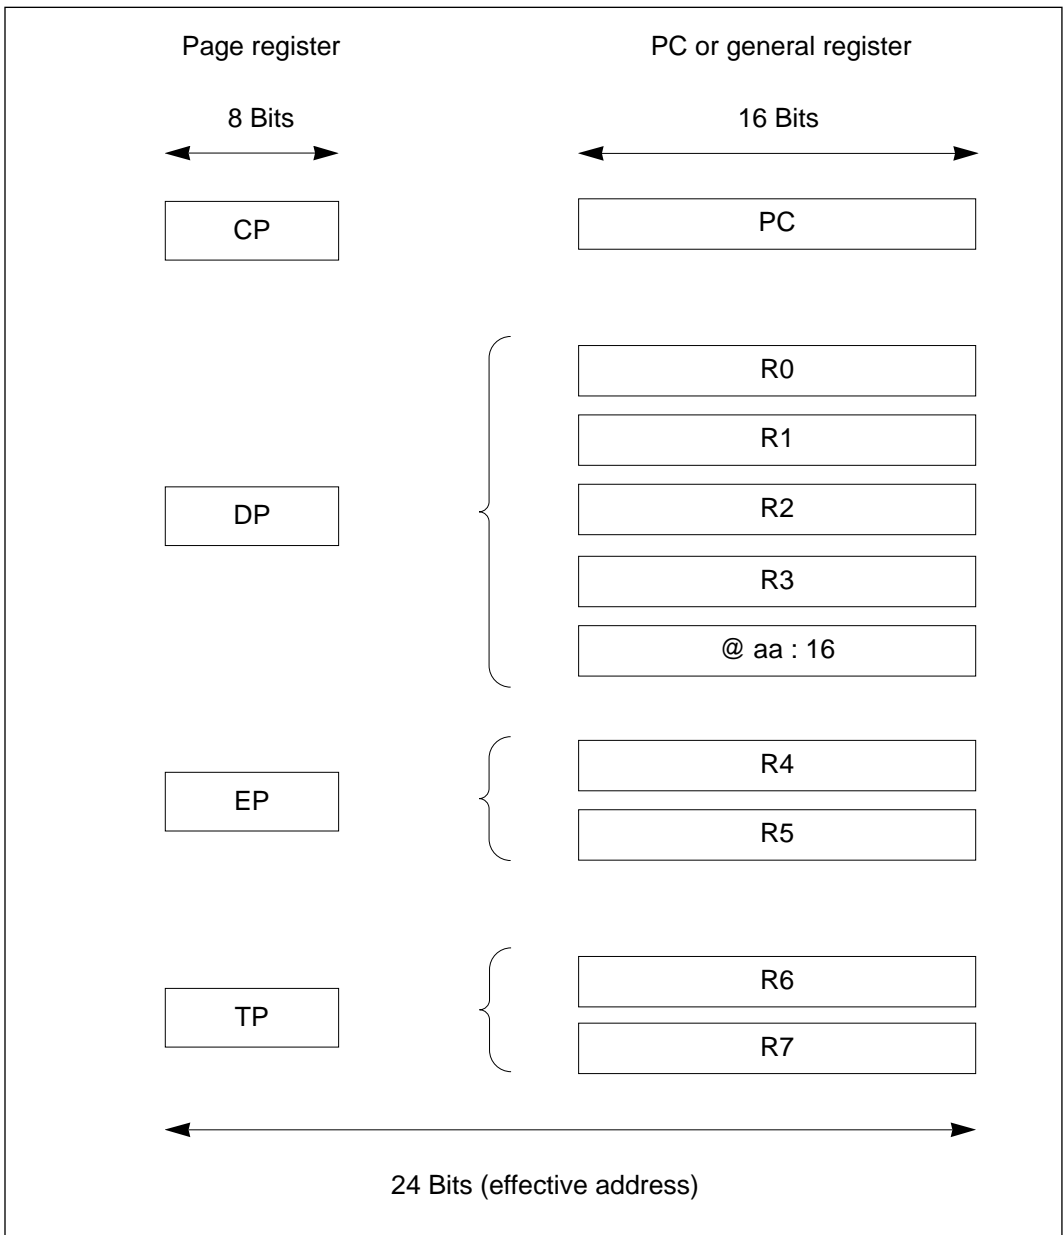 Page register
PC or general register
8 Bits
16 Bits
CP
PC
R0
R1
DP
R2
R3
@ aa : 16
EP
R4
R5
TP
R6
R7
24 Bits (effective address)